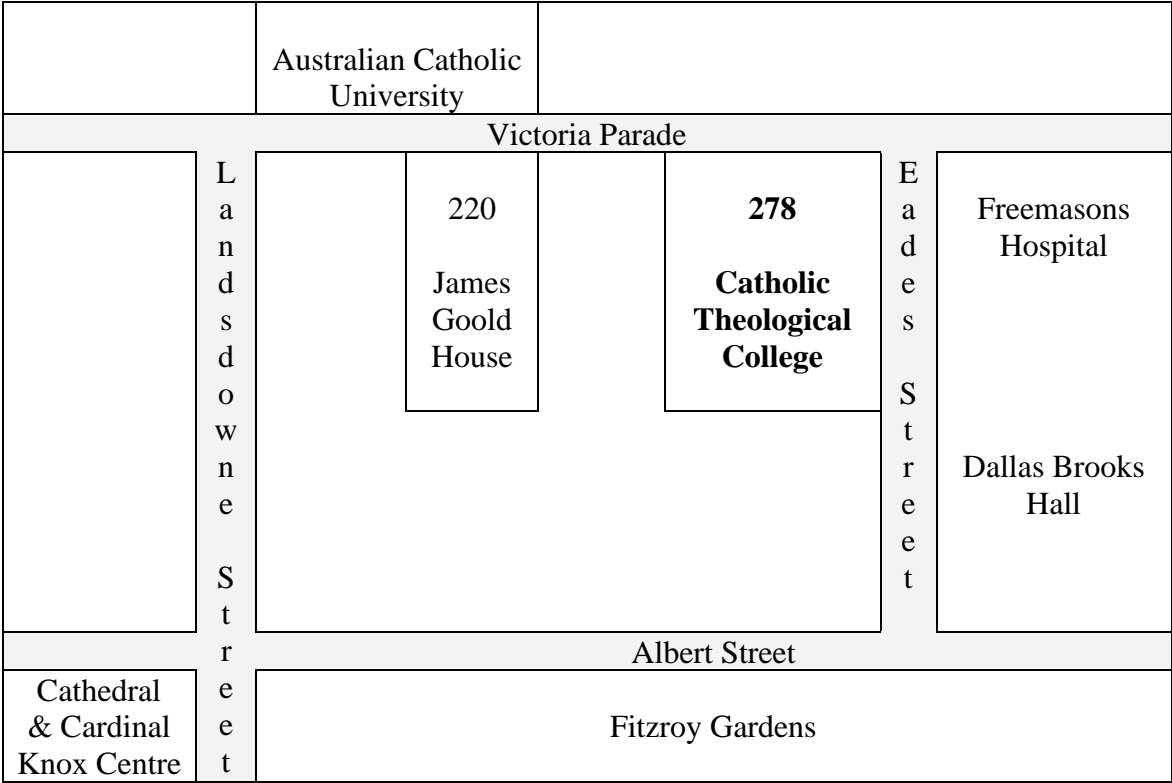 Australian Catholic
University
Victoria Parade
Landsdowne Street
220
James
Goold
House
278
Catholic
Theological
College
Eades Street
Freemasons
Hospital
Dallas Brooks
Hall
Albert Street
Cathedral
& Cardinal
Knox Centre
Fitzroy Gardens